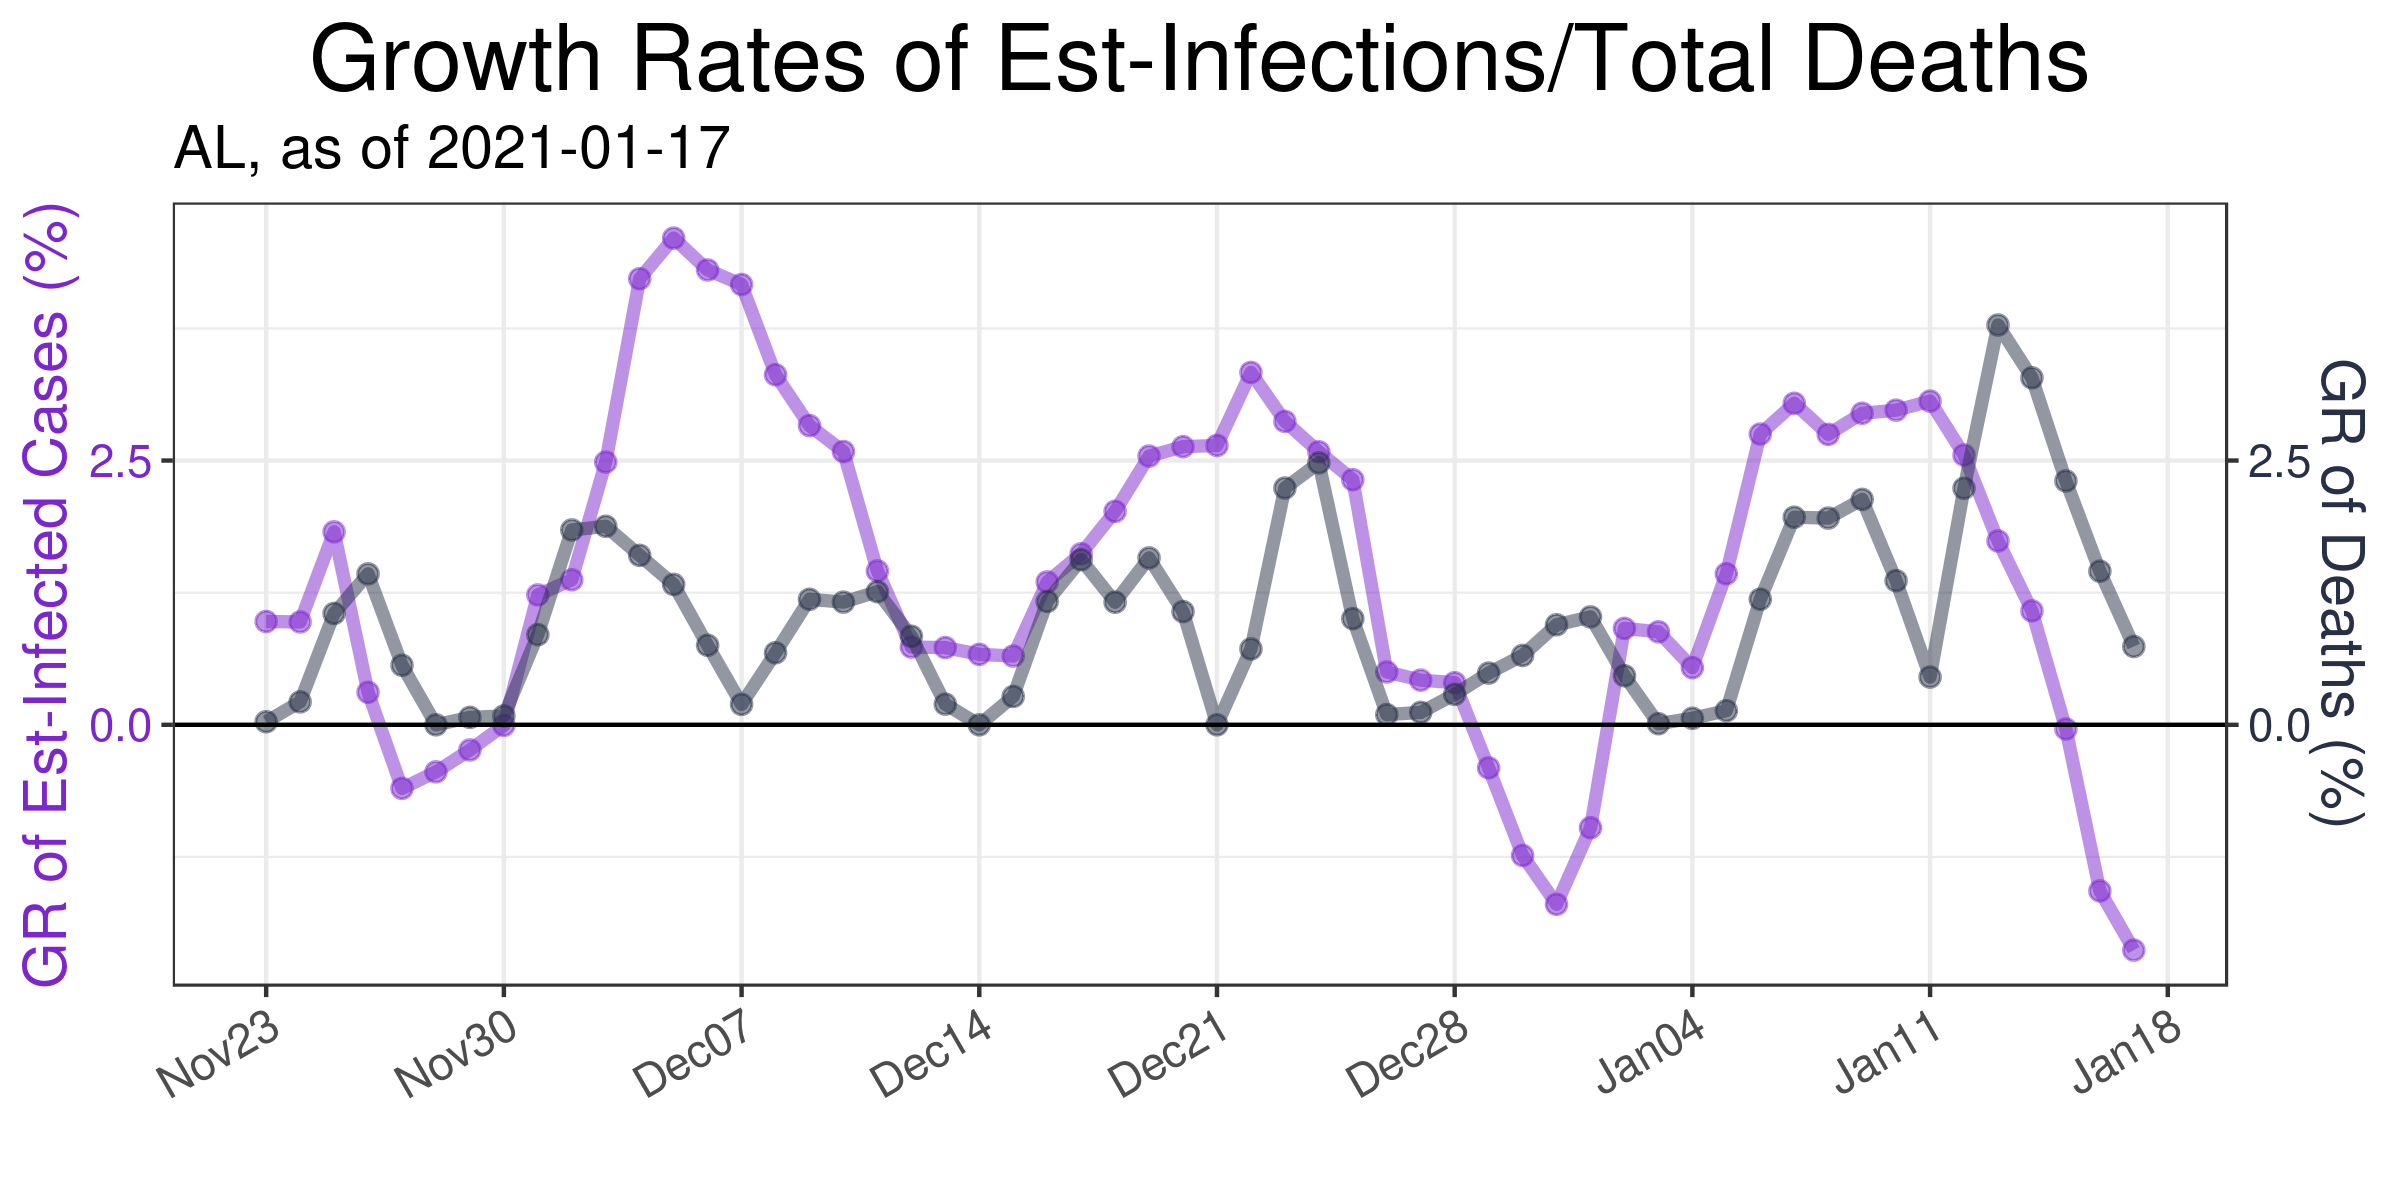 Growth Rates of Est-Infections/Total Deaths
AL, as of 2021-01-17
GR of Est-Infected Cases (%)
2.5
0.0
2.5
0.0
GR of Deaths (%)
Nov23
Nov30
Dec07
Dec14
Dec21
Dec28
Jan04
Jan11
Jan18